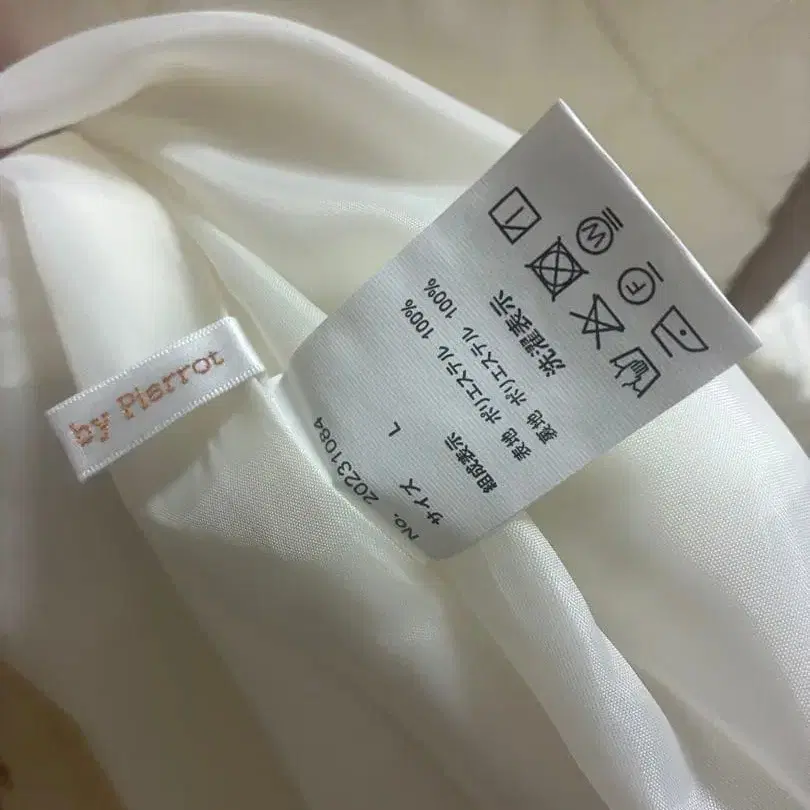 by Pierrot
No. 20231084
サイズ L
組成表示
表地 ポリエステル 100%
裏地 ポリエステル 100%
洗濯表示
F
W